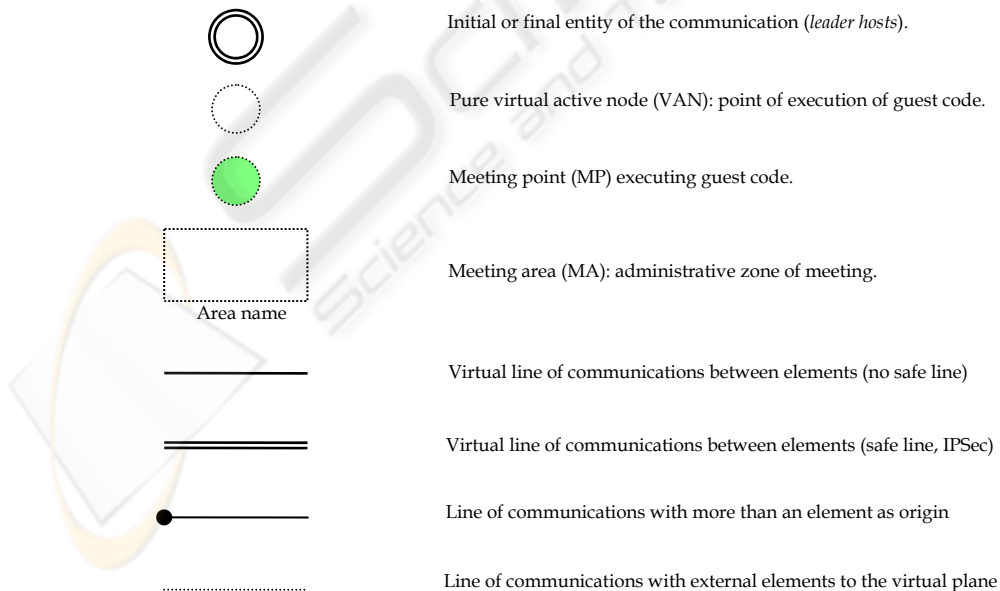 Initial or final entity of the communication (leader hosts).
Pure virtual active node (VAN): point of execution of guest code.
Meeting point (MP) executing guest code.
Meeting area (MA): administrative zone of meeting.
Area name
Virtual line of communications between elements (no safe line)
Virtual line of communications between elements (safe line, IPSec)
Line of communications with more than an element as origin
Line of communications with external elements to the virtual plane